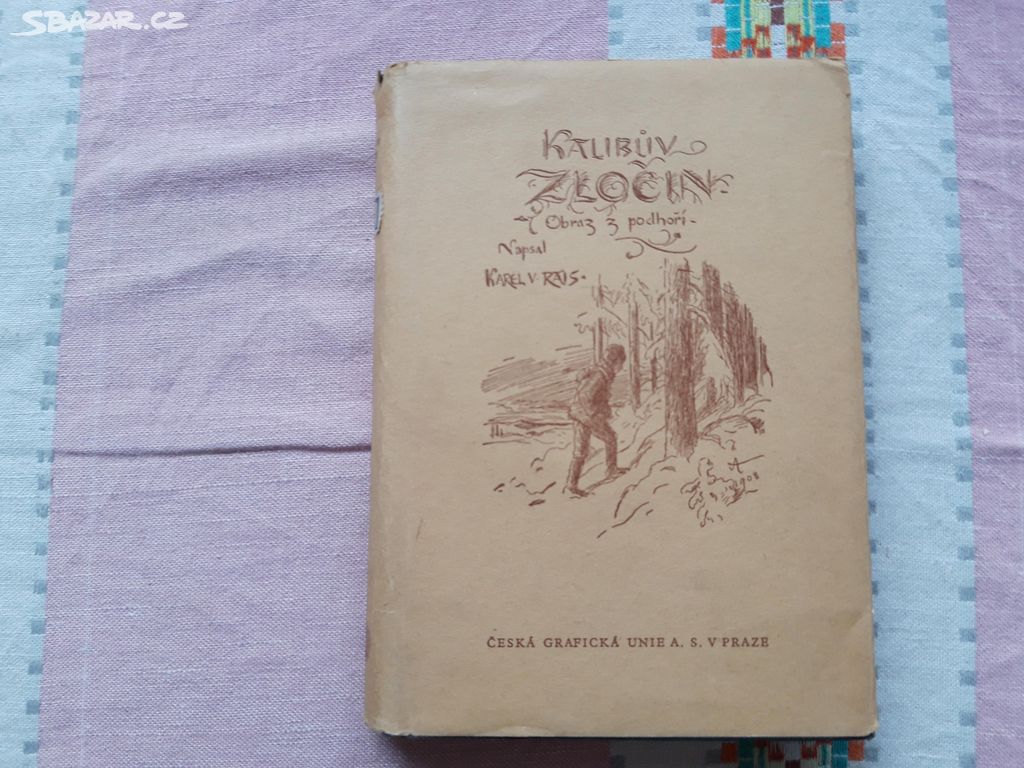 SBAZAR.CZ
KALIBŮV
ZLOČIN
Obraz z podhoří
Napsal
KAREL V. RAIS
ČESKÁ GRAFICKÁ UNIE A. S. V PRAZE